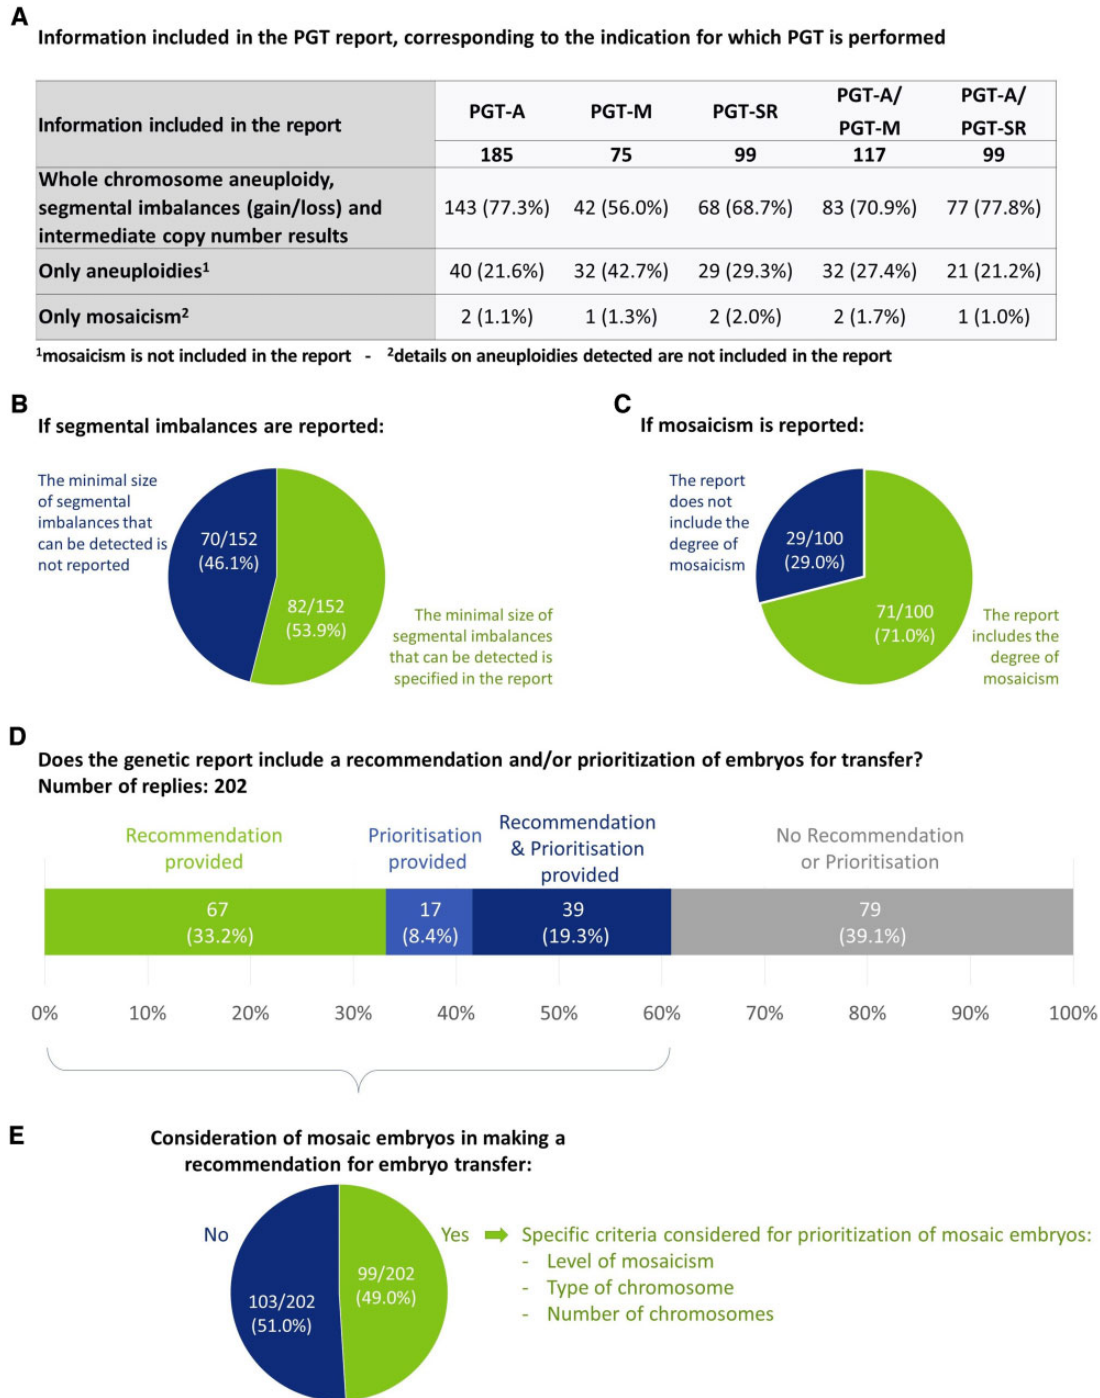 A
Information included in the PGT report, corresponding to the indication for which PGT is performed
Information included in the report
PGT-A
PGT-M
PGT-SR
PGT-A/
PGT-M
PGT-A/
PGT-SR
185
75
99
117
99
Whole chromosome aneuploidy,
segmental imbalances (gain/loss) and
intermediate copy number results
143 (77.3%)
42 (56.0%)
68 (68.7%)
83 (70.9%)
77 (77.8%)
Only aneuploidies¹
40 (21.6%)
32 (42.7%)
29 (29.3%)
32 (27.4%)
21 (21.2%)
Only mosaicism²
2 (1.1%)
1 (1.3%)
2 (2.0%)
2 (1.7%)
1 (1.0%)
¹mosaicism is not included in the report - ²details on aneuploidies detected are not included in the report
B
If segmental imbalances are reported:
The minimal size
of segmental
imbalances that
can be detected is
not reported
70/152
(46.1%)
82/152
(53.9%)
The minimal size of
segmental imbalances
that can be detected is
specified in the report
C
If mosaicism is reported:
The report
does not
include the
degree of
mosaicism
29/100
(29.0%)
71/100
(71.0%)
The report
includes the
degree of
mosaicism
D
Does the genetic report include a recommendation and/or prioritization of embryos for transfer?
Number of replies: 202
Recommendation
provided
Prioritisation
provided
Recommendation
& Prioritisation
provided
No Recommendation
or Prioritisation
67
(33.2%)
17
(8.4%)
39
(19.3%)
79
(39.1%)
0%
10%
20%
30%
40%
50%
60%
70%
80%
90%
100%
E
Consideration of mosaic embryos in making a
recommendation for embryo transfer:
No
103/202
(51.0%)
99/202
(49.0%)
Yes
Specific criteria considered for prioritization of mosaic embryos:
- Level of mosaicism
- Type of chromosome
- Number of chromosomes